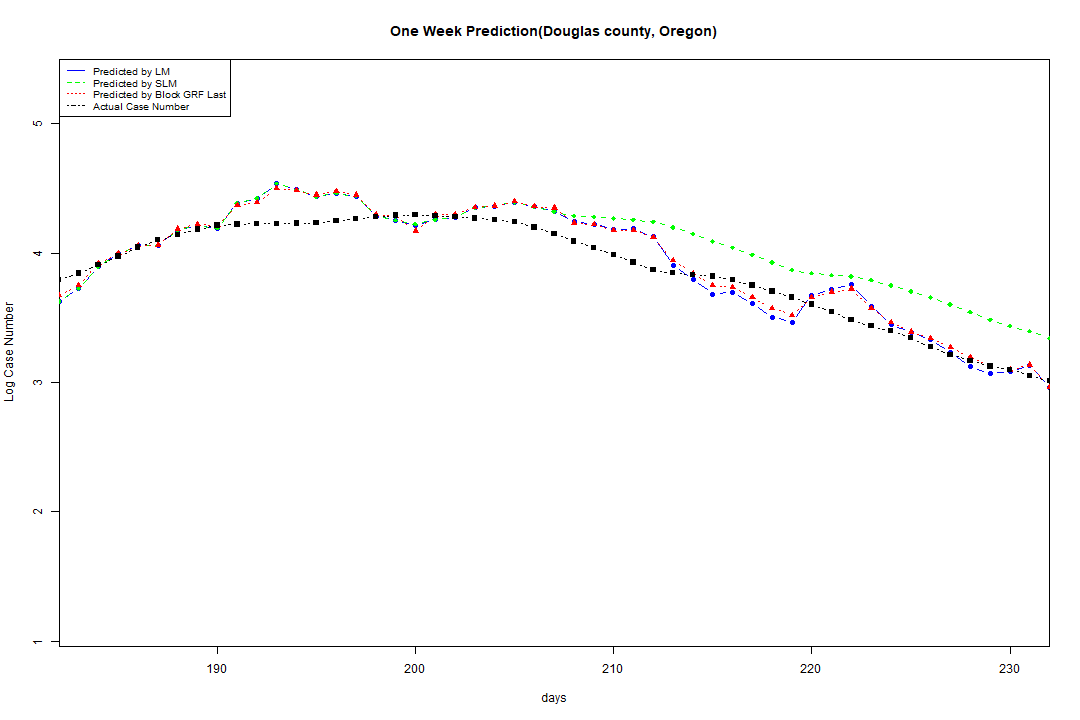 One Week Prediction(Douglas county, Oregon)
Predicted by LM
Predicted by SLM
Predicted by Block GRF Last
Actual Case Number
5
4
3
2
1
Log Case Number
190 200 210 220 230
days